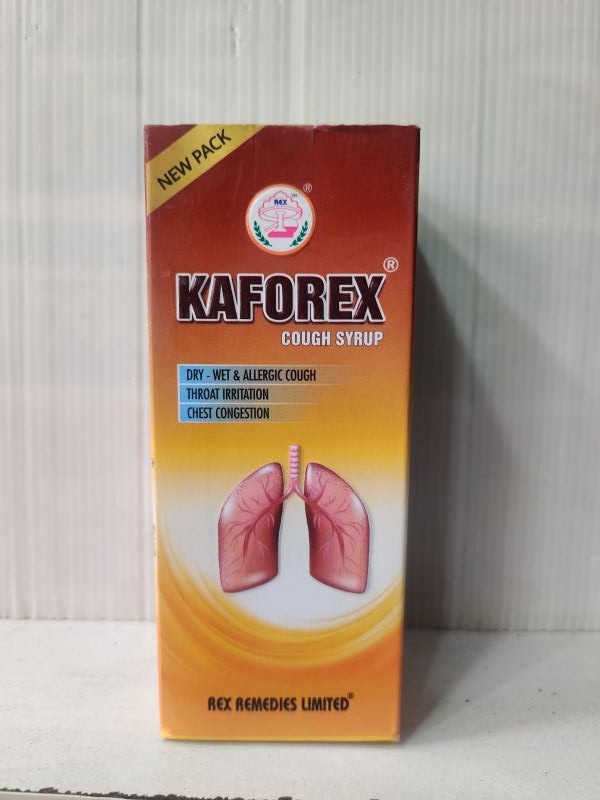 NEW PACK
REX
®
KAFOREX®
COUGH SYRUP
DRY - WET & ALLERGIC COUGH
THROAT IRRITATION
CHEST CONGESTION
REX REMEDIES LIMITED®